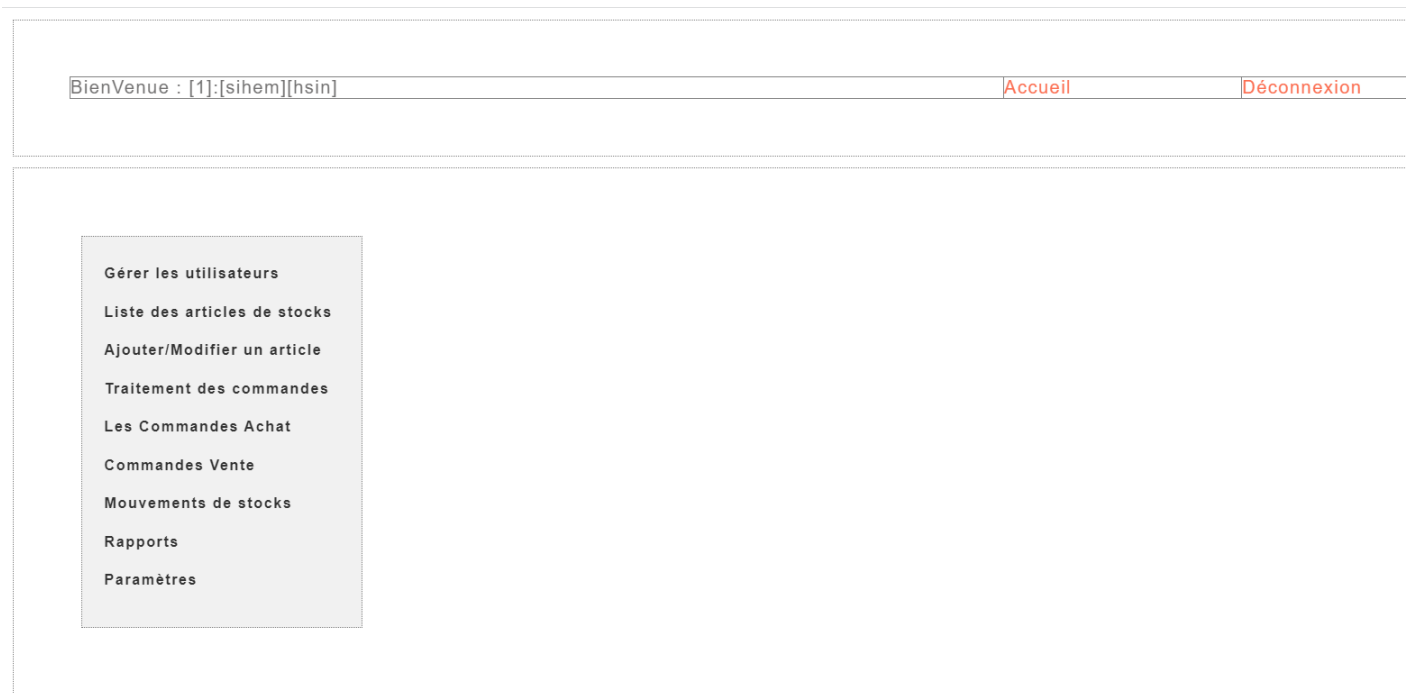 BienVenue : [1]:[sihem][hsin] Accueil Déconnexion
Gérer les utilisateurs
Liste des articles de stocks
Ajouter/Modifier un article
Traitement des commandes
Les Commandes Achat
Commandes Vente
Mouvements de stocks
Rapports
Paramètres